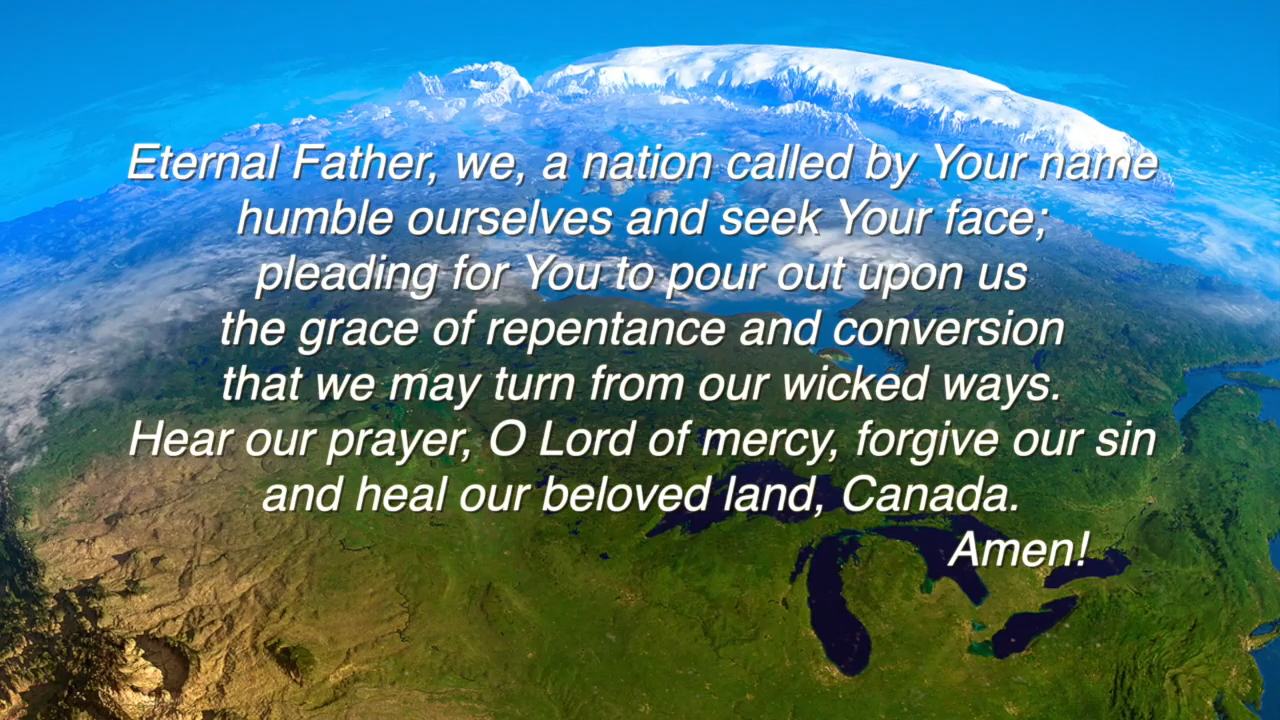 Eternal Father, we, a nation called by Your name
humble ourselves and seek Your face;
pleading for You to pour out upon us
the grace of repentance and conversion
that we may turn from our wicked ways.
Hear our prayer, O Lord of mercy, forgive our sin
and heal our beloved land, Canada.
Amen!